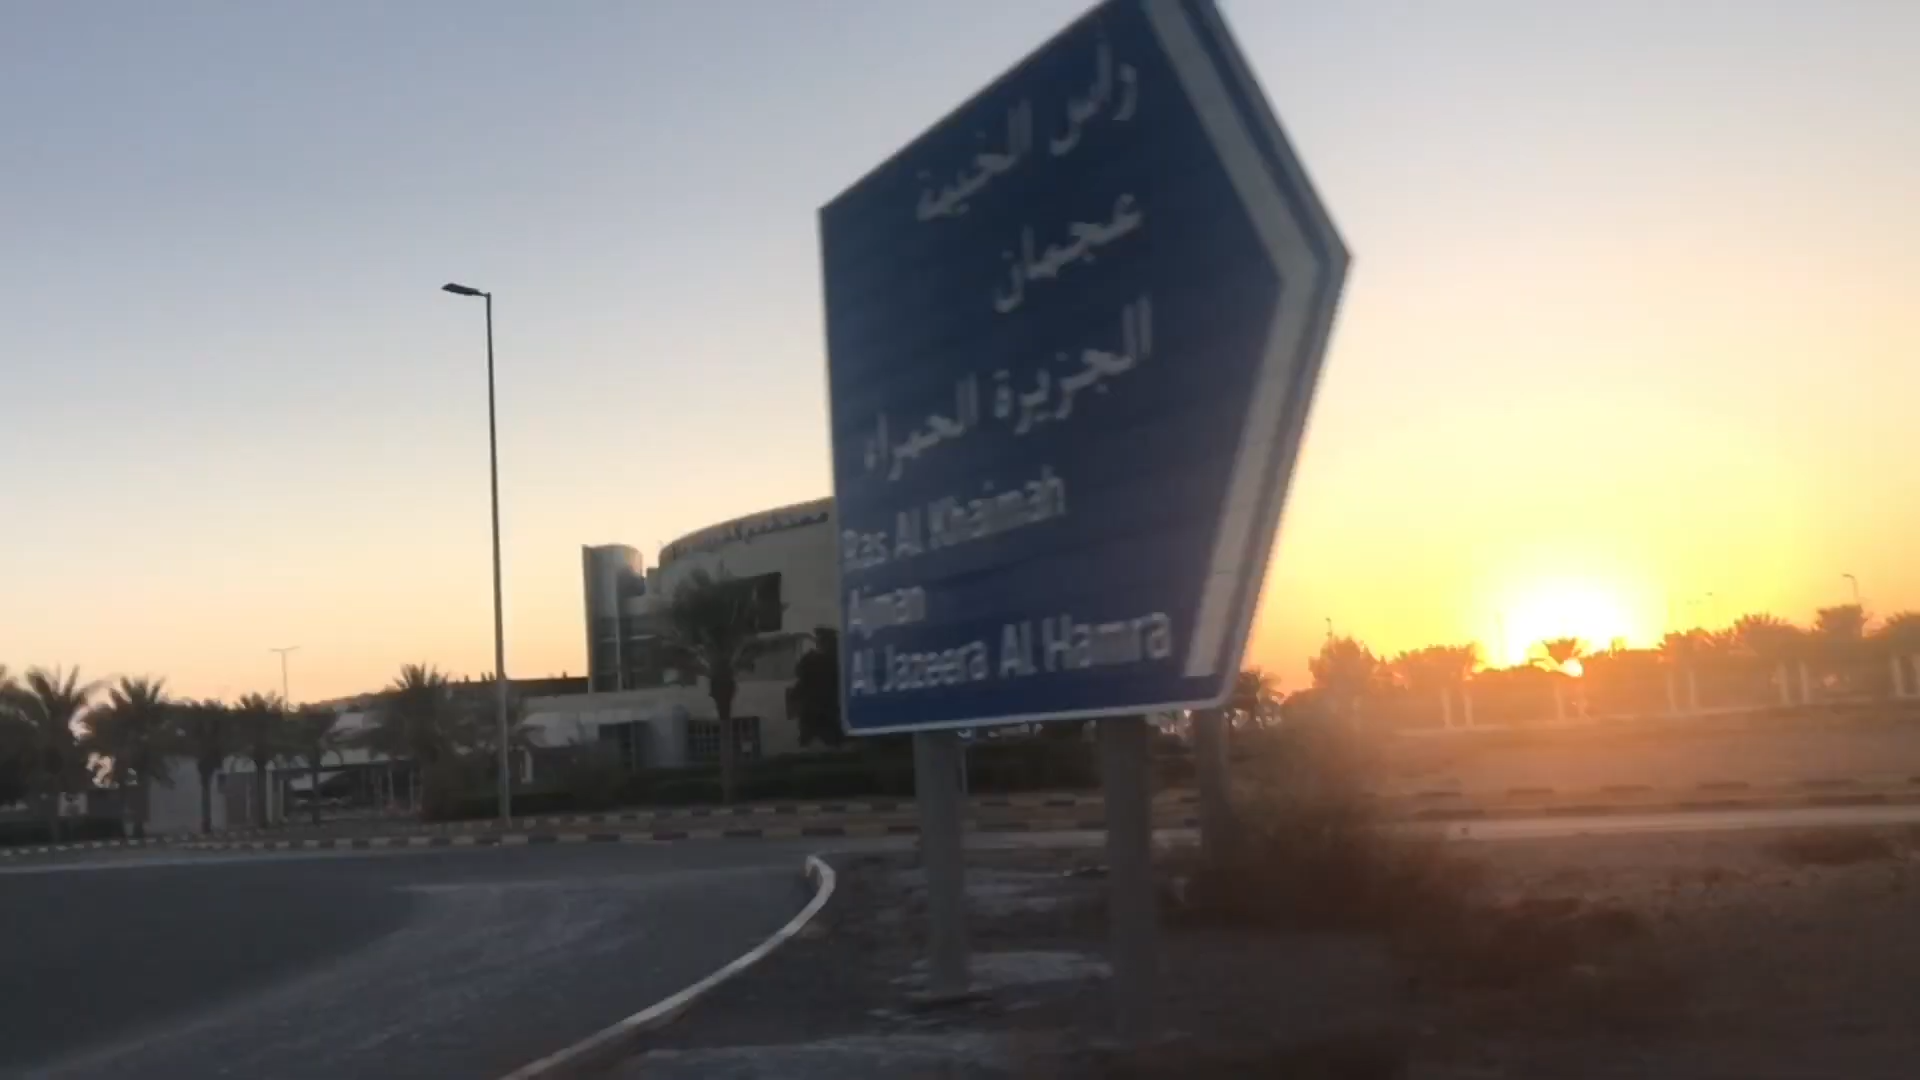 رأس الخيمة
عجمان
الجزيرة الحمراء
Ras Al Khaimah
Ajman
Al Jazeera Al Hamra